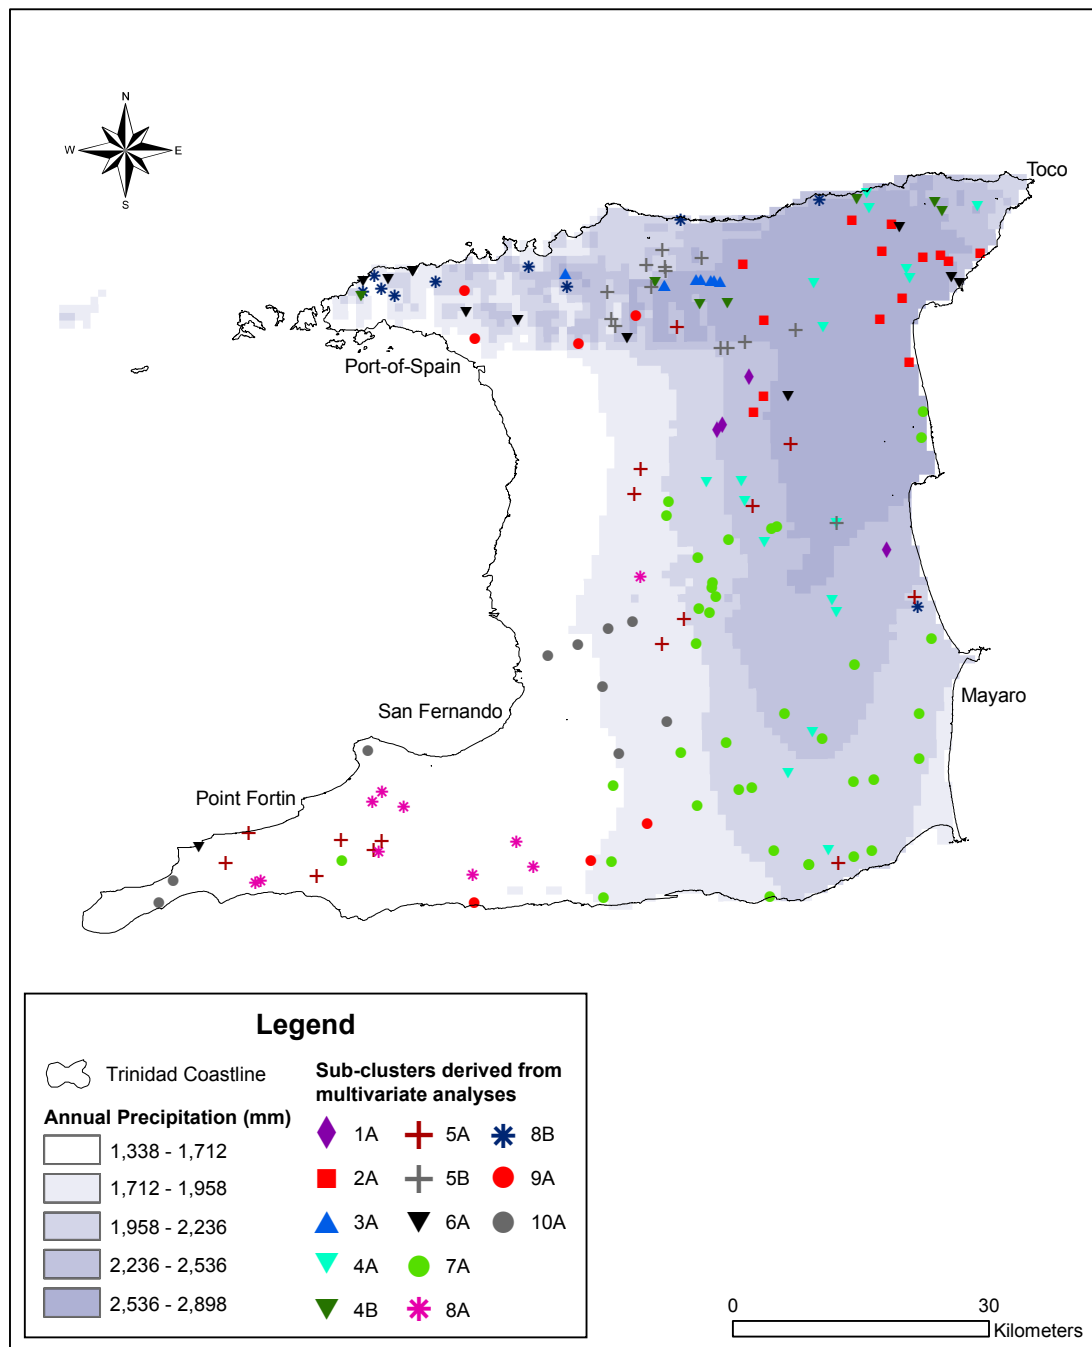 N
W E
S
Toco
Port-of-Spain
San Fernando
Mayaro
Point Fortin
Legend
Trinidad Coastline
Annual Precipitation (mm)
1,338 - 1,712
1,712 - 1,958
1,958 - 2,236
2,236 - 2,536
2,536 - 2,898
Sub-clusters derived from
multivariate analyses
1A 5A 8B
2A 5B 9A
3A 6A 10A
4A 7A
4B 8A
0 30
Kilometers